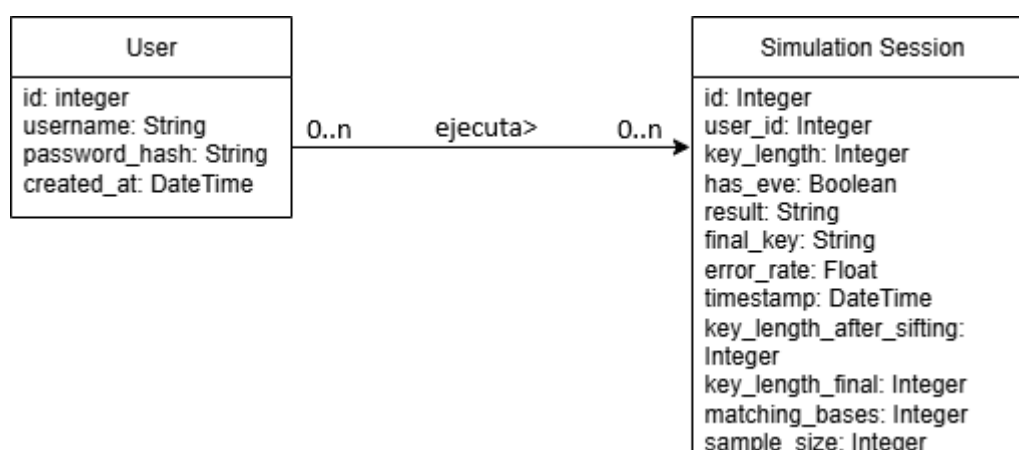 User
id: integer
username: String
password_hash: String
created_at: DateTime
0..n ejecuta> 0..n
Simulation Session
id: Integer
user_id: Integer
key_length: Integer
has_eve: Boolean
result: String
final_key: String
error_rate: Float
timestamp: DateTime
key_length_after_sifting:
Integer
key_length_final: Integer
matching_bases: Integer
sample_size: Integer